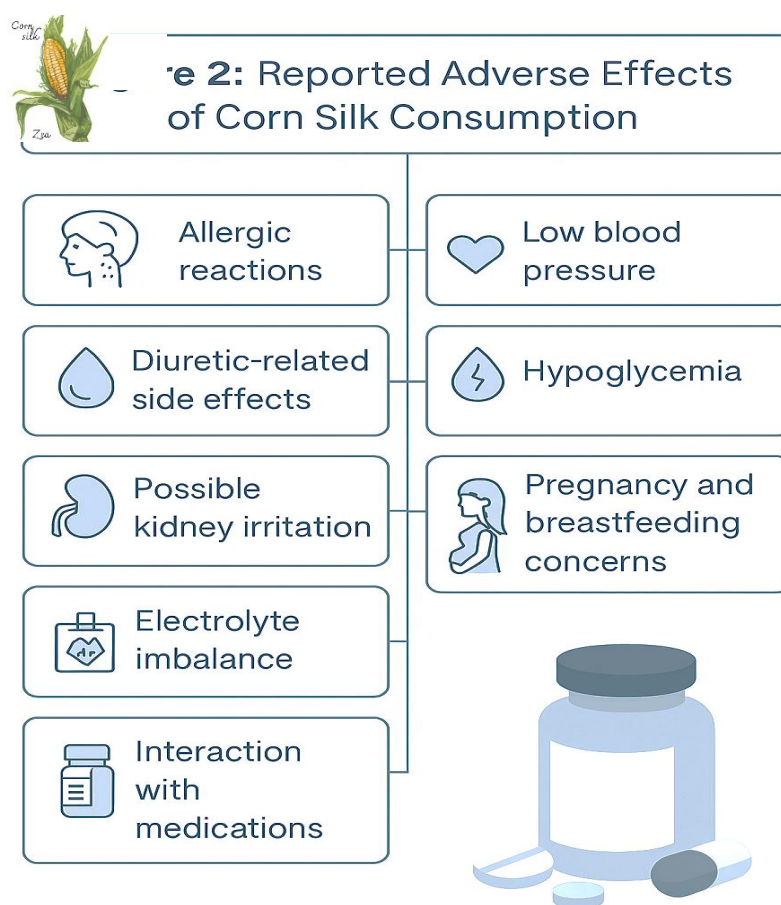 Corn
silk
Zea
re 2: Reported Adverse Effects
of Corn Silk Consumption
Allergic
reactions
Diuretic-related
side effects
Possible
kidney irritation
Electrolyte
imbalance
Interaction
with
medications
Low blood
pressure
Hypoglycemia
Pregnancy and
breastfeeding
concerns